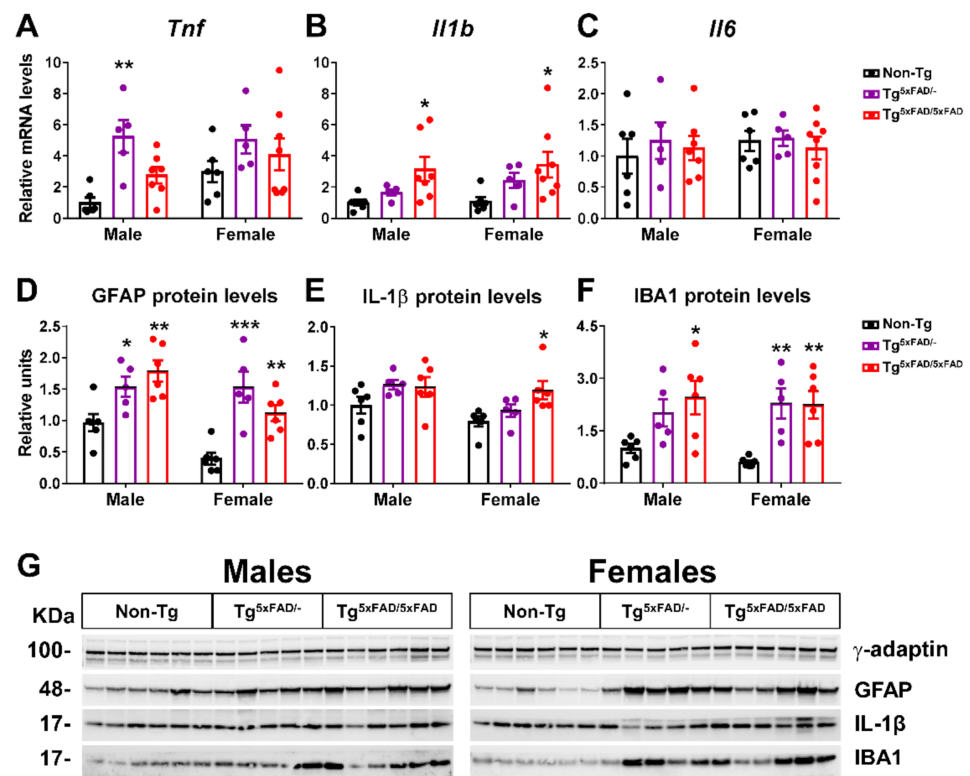 A Tnf B Il1b C Il6
Relative mRNA levels
10
8
6
4
2
0
**
Male Female
10
8
6
4
2
0
* *
Male Female
2.5
2.0
1.5
1.0
0.5
0.0
Male Female
Non-Tg
Tg5xFAD/-
Tg5xFAD/5xFAD
D GFAP protein levels E IL-1β protein levels F IBA1 protein levels
Relative units
2.5
2.0
1.5
1.0
0.5
0.0
* ** *** **
Male Female
2.0
1.5
1.0
0.5
0.0
*
Male Female
4.5
3.0
1.5
0.0
* ** **
Male Female
Non-Tg
Tg5xFAD/-
Tg5xFAD/5xFAD
G Males Females
KDa Non-Tg Tg5xFAD/- Tg5xFAD/5xFAD Non-Tg Tg5xFAD/- Tg5xFAD/5xFAD
100- γ-adaptin
48- GFAP
17- IL-1β
17- IBA1